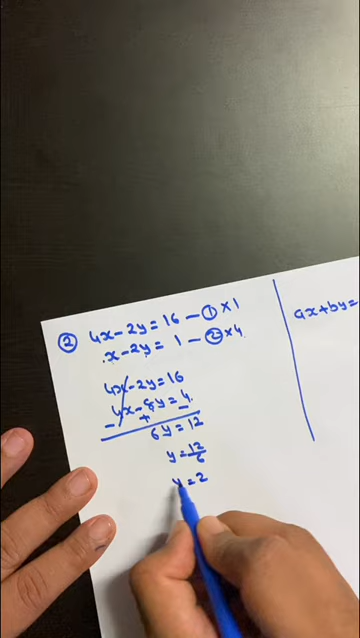 ② 4x - 2y = 16 — ① × 1
x - 2y = 1 — ② × 4
4x - 2y = 16
4x - 8y = 4
- + -
6y = 12
y = 12/6
y = 2
ax + by =